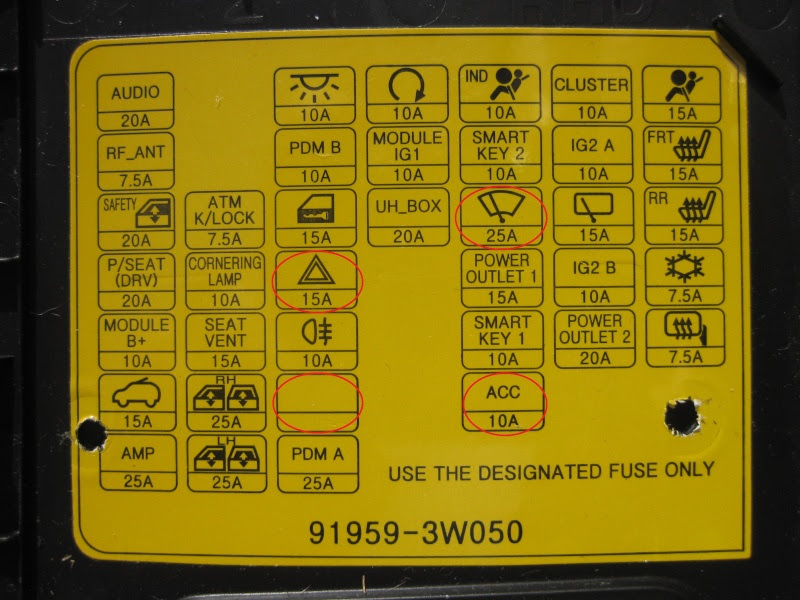 AUDIO
20A
10A
10A
IND
10A
CLUSTER
10A
15A
RF_ANT
7.5A
PDM B
10A
MODULE
IG1
10A
SMART
KEY 2
10A
IG2 A
10A
FRT
15A
SAFETY
20A
ATM
K/LOCK
7.5A
15A
UH_BOX
20A
25A
15A
RR
15A
P/SEAT
(DRV)
20A
CORNERING
LAMP
10A
15A
POWER
OUTLET 1
15A
IG2 B
10A
7.5A
MODULE
B+
10A
SEAT
VENT
15A
10A
SMART
KEY 1
10A
POWER
OUTLET 2
20A
7.5A
15A
RH
25A
ACC
10A
AMP
25A
LH
25A
PDM A
25A
USE THE DESIGNATED FUSE ONLY
91959-3W050